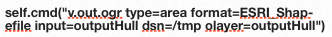 self.cmd("v.out.ogr type=area format=ESRI_Shap-
efile input=outputHull dsn=/tmp olayer=outputHull")